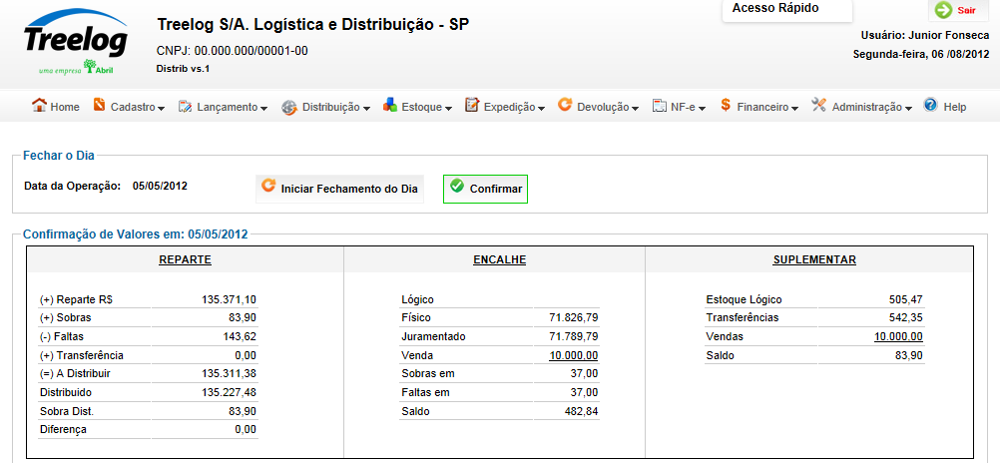 Treelog
uma empresa Abril
Treelog S/A. Logística e Distribuição - SP
CNPJ: 00.000.000/00001-00
Distrib vs.1
Acesso Rápido
Sair
Usuário: Junior Fonseca
Segunda-feira, 06 /08/2012
Home Cadastro Lançamento Distribuição Estoque Expedição Devolução NF-e Financeiro Administração Help
Fechar o Dia
Data da Operação: 05/05/2012 Iniciar Fechamento do Dia Confirmar
Confirmação de Valores em: 05/05/2012
REPARTE
(+) Reparte R$ 135.371,10
(+) Sobras 83,90
(-) Faltas 143,62
(+) Transferência 0,00
(=) A Distribuir 135.311,38
Distribuido 135.227,48
Sobra Dist. 83,90
Diferença 0,00
ENCALHE
Lógico
Físico 71.826,79
Juramentado 71.789,79
Venda 10.000,00
Sobras em 37,00
Faltas em 37,00
Saldo 482,84
SUPLEMENTAR
Estoque Lógico 505,47
Transferências 542,35
Vendas 10.000,00
Saldo 83,90